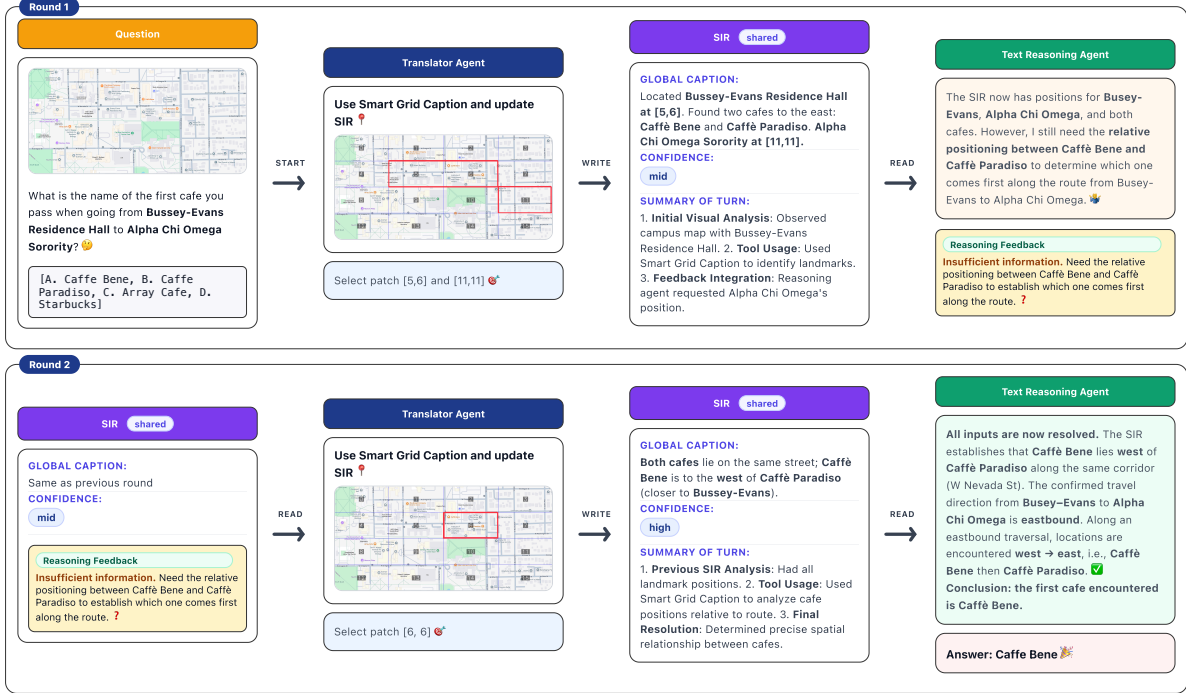 Round 1
Question
What is the name of the first cafe you
pass when going from Bussey-Evans
Residence Hall to Alpha Chi Omega
Sorority? 🤔
[A. Caffe Bene, B. Caffe
Paradiso, C. Array Cafe, D.
Starbucks]
START
Translator Agent
Use Smart Grid Caption and update
SIR 📍
Select patch [5,6] and [11,11] 🎯
WRITE
SIR shared
GLOBAL CAPTION:
Located Bussey-Evans Residence Hall
at [5,6]. Found two cafes to the east:
Caffè Bene and Caffè Paradiso. Alpha
Chi Omega Sorority at [11,11].
CONFIDENCE:
mid
SUMMARY OF TURN:
1. Initial Visual Analysis: Observed
campus map with Bussey-Evans
Residence Hall. 2. Tool Usage: Used
Smart Grid Caption to identify landmarks.
3. Feedback Integration: Reasoning
agent requested Alpha Chi Omega's
position.
READ
Text Reasoning Agent
The SIR now has positions for Busey-
Evans, Alpha Chi Omega, and both
cafes. However, I still need the relative
positioning between Caffè Bene and
Caffè Paradiso to determine which one
comes first along the route from Busey-
Evans to Alpha Chi Omega.
Reasoning Feedback
Insufficient information. Need the relative
positioning between Caffè Bene and Caffè
Paradiso to establish which one comes first
along the route. ❓
Round 2
SIR shared
GLOBAL CAPTION:
Same as previous round
CONFIDENCE:
mid
Reasoning Feedback
Insufficient information. Need the relative
positioning between Caffè Bene and Caffè
Paradiso to establish which one comes first
along the route. ❓
READ
Translator Agent
Use Smart Grid Caption and update
SIR 📍
Select patch [6, 6] 🎯
WRITE
SIR shared
GLOBAL CAPTION:
Both cafes lie on the same street; Caffè
Bene is to the west of Caffè Paradiso
(closer to Bussey-Evans).
CONFIDENCE:
high
SUMMARY OF TURN:
1. Previous SIR Analysis: Had all
landmark positions. 2. Tool Usage: Used
Smart Grid Caption to analyze cafe
positions relative to route. 3. Final
Resolution: Determined precise spatial
relationship between cafes.
READ
Text Reasoning Agent
All inputs are now resolved. The SIR
establishes that Caffè Bene lies west of
Caffè Paradiso along the same corridor
(W Nevada St). The confirmed travel
direction from Busey–Evans to Alpha
Chi Omega is eastbound. Along an
eastbound traversal, locations are
encountered west → east, i.e., Caffè
Bene then Caffè Paradiso. ✅
Conclusion: the first cafe encountered
is Caffè Bene.
Answer: Caffe Bene 🎉